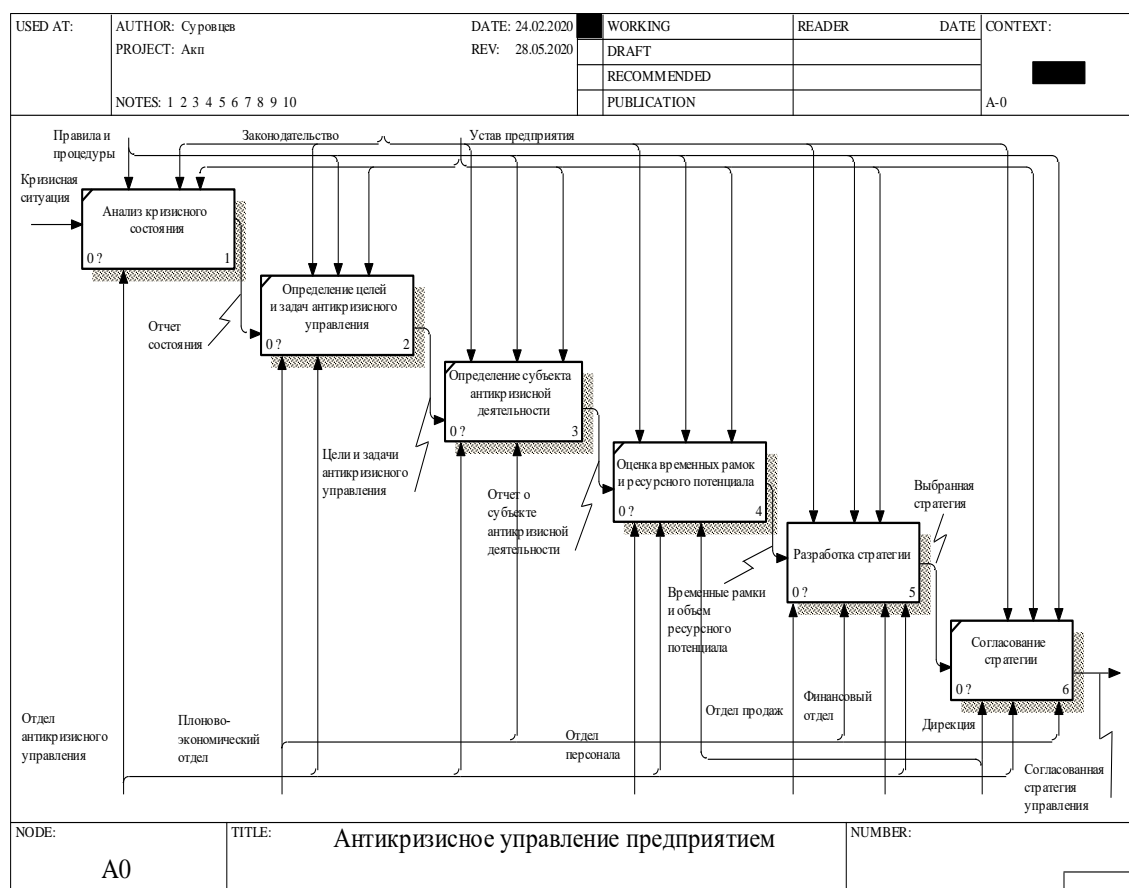 USED AT:
AUTHOR: Суровцев
DATE: 24.02.2020
WORKING
READER
DATE
CONTEXT:
PROJECT: Акп
REV: 28.05.2020
DRAFT
RECOMMENDED
NOTES: 1 2 3 4 5 6 7 8 9 10
PUBLICATION
A-0
Правила и
процедуры
Законодательство
Устав предприятия
Кризисная
ситуация
Анализ кризисного
состояния
0 ?
1
Определение целей
и задач антикризисного
управления
0 ?
2
Отчет
состояния
Определение субъекта
антикризисной
деятельности
0 ?
3
Цели и задачи
антикризисного
управления
Оценка временных рамок
и ресурсного потенциала
0 ?
4
Отчет о
субъекте
антикризисной
деятельности
Выбранная
стратегия
Разработка стратегии
0 ?
5
Временные рамки
и объем
ресурсного
потенциала
Согласование
стратегии
0 ?
6
Отдел
антикризисного
управления
Плоново-
экономический
отдел
Отдел
персонала
Отдел продаж
Финансовый
отдел
Дирекция
Согласованная
стратегия
управления
NODE:
A0
TITLE:
Антикризисное управление предприятием
NUMBER: